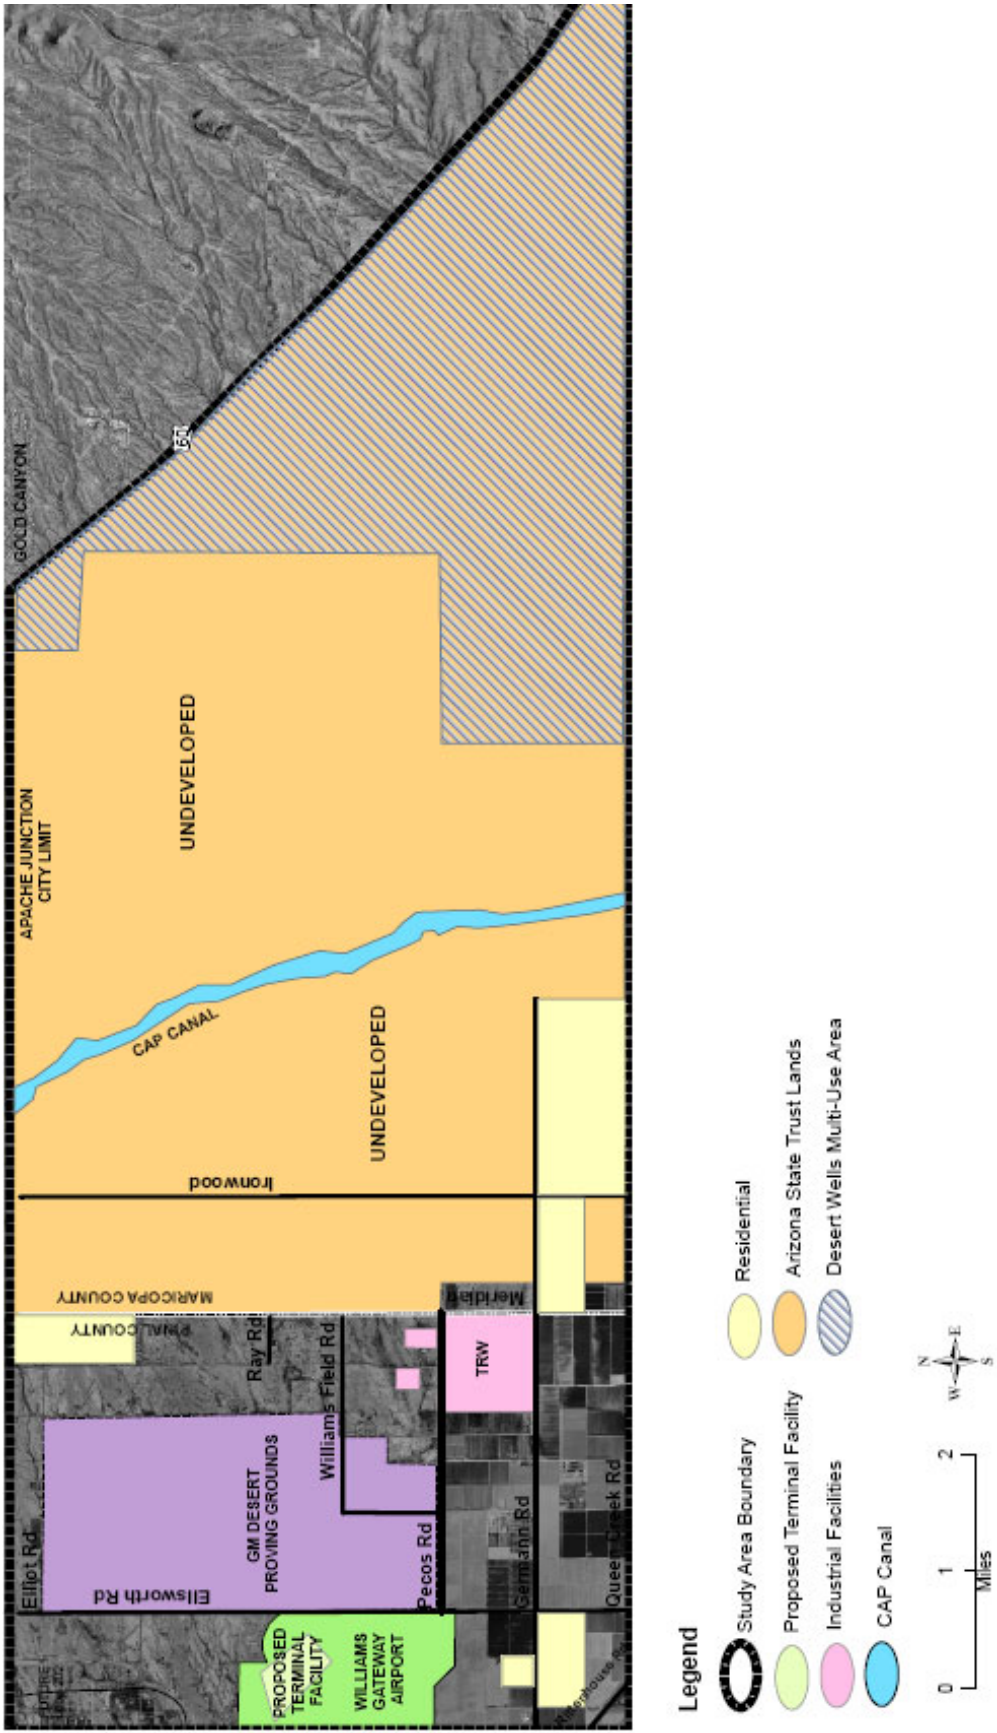 GOLD CANYON
60
APACHE JUNCTION
CITY LIMIT
UNDEVELOPED
CAP CANAL
UNDEVELOPED
Ironwood
MARICOPA COUNTY
PINAL COUNTY
Meridian
Ray Rd
Williams Field Rd
TRW
GM DESERT
PROVING GROUNDS
Elliot Rd
Ellsworth Rd
Pecos Rd
Germann Rd
Queen Creek Rd
PROPOSED
TERMINAL
FACILITY
WILLIAMS
GATEWAY
AIRPORT
Legend
Study Area Boundary
Proposed Terminal Facility
Industrial Facilities
CAP Canal
Residential
Arizona State Trust Lands
Desert Wells Multi-Use Area
N
W
E
S
0
1
2
Miles